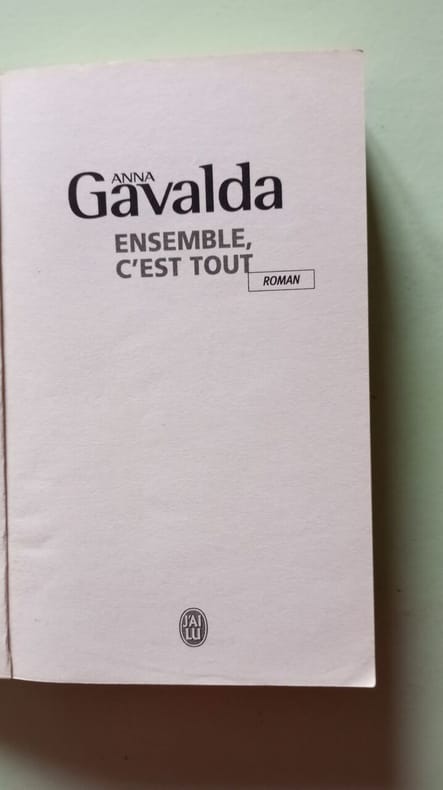 ANNA
Gavalda
ENSEMBLE,
C'EST TOUT
ROMAN
J'AI
LU